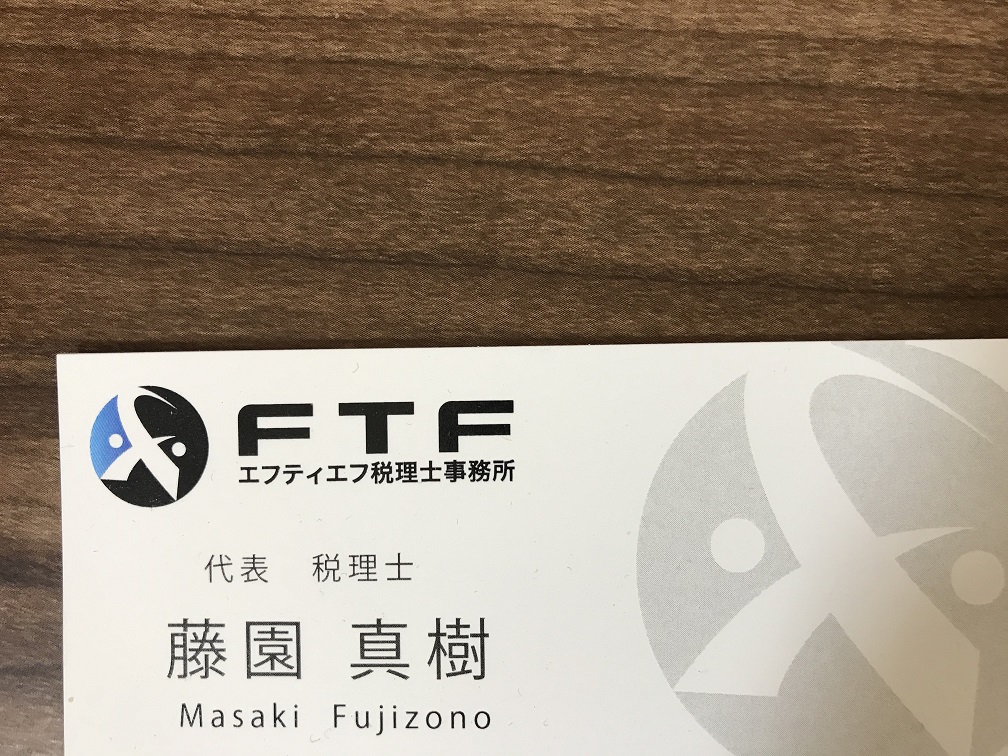 FTF
エフティエフ税理士事務所
代表　税理士
藤園 真樹
Masaki Fujizono